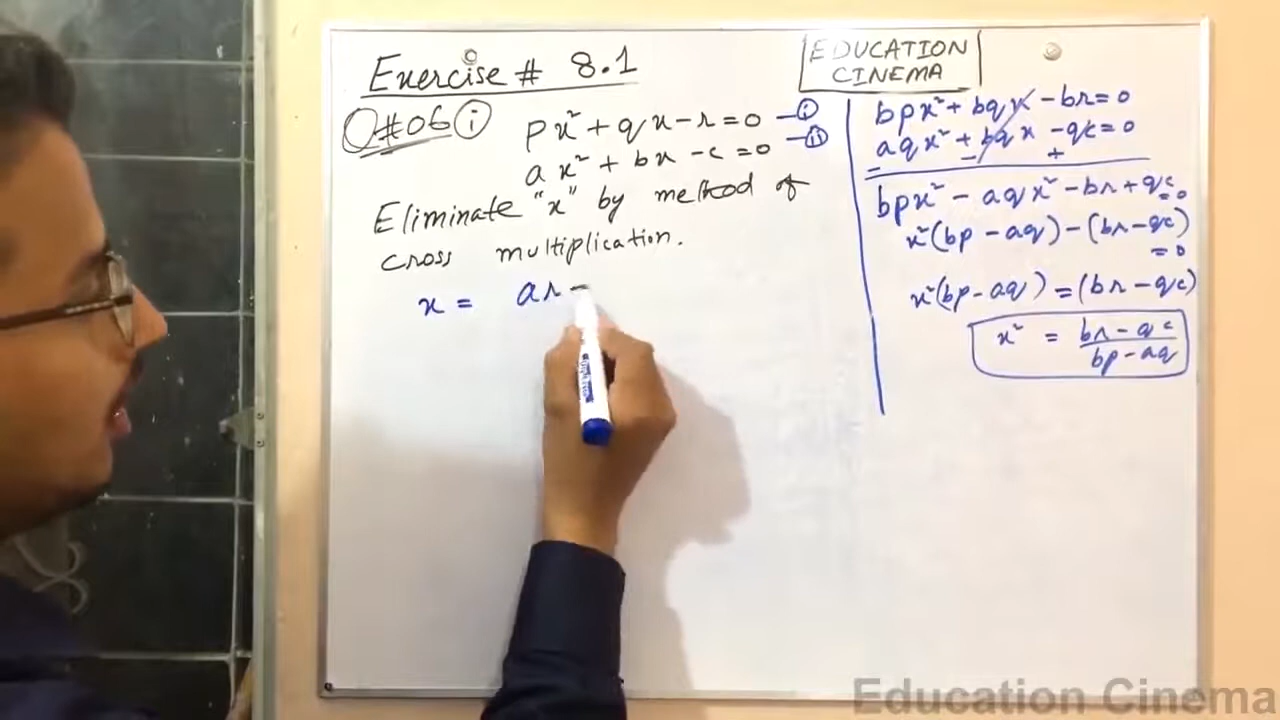 Exercise # 8.1
Q#06 i
px² + qx - r = 0 — i
ax² + bx - c = 0 — ii
Eliminate "x" by method of
cross multiplication.
x = ar -
EDUCATION
CINEMA
bpx² + bqx - br = 0
aqx² + bqx - qc = 0
- - +
bpx² - aqx² - br + qc = 0
x²(bp - aq) - (br - qc)
= 0
x²(bp - aq) = (br - qc)
x² = br - qc
bp - aq
Education Cinema